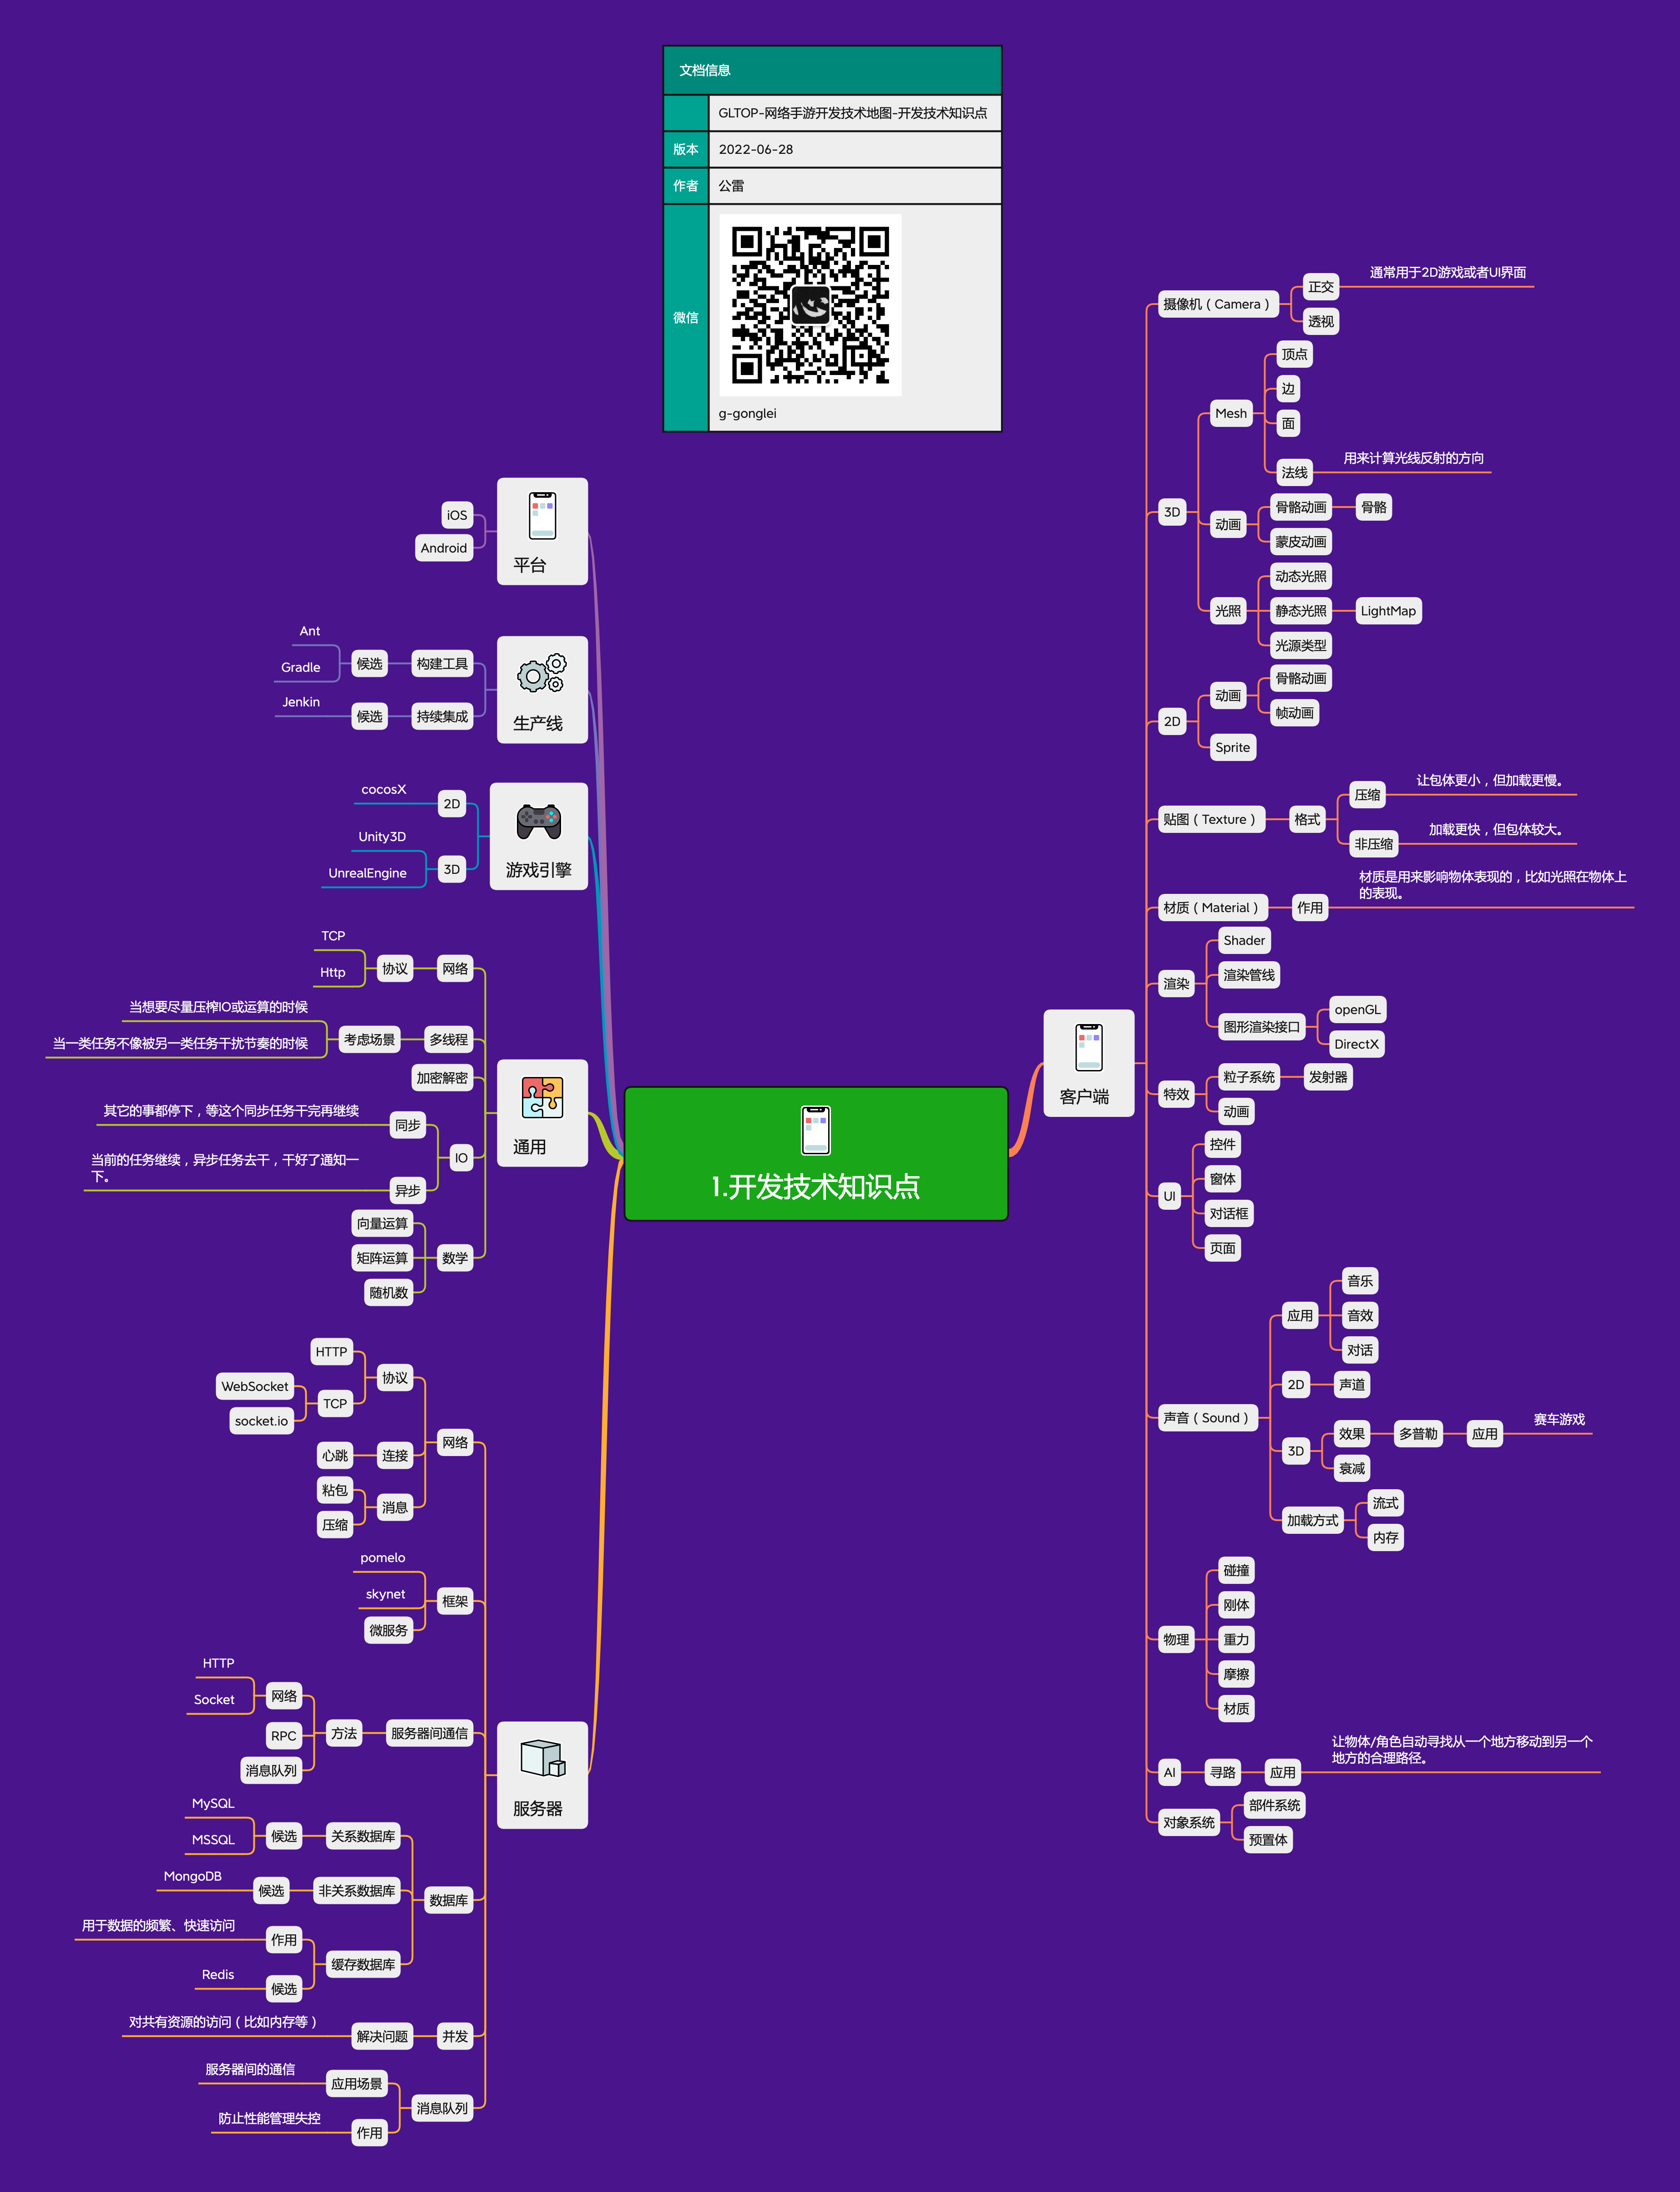 文档信息
GLTOP-网络手游开发技术地图-开发技术知识点
版本
2022-06-28
作者
公雷
微信
g-gonglei
1.开发技术知识点
平台
iOS
Android
生产线
构建工具
候选
Ant
Gradle
持续集成
候选
Jenkin
游戏引擎
2D
cocosX
3D
Unity3D
UnrealEngine
通用
网络
协议
TCP
Http
多线程
考虑场景
当想要尽量压榨IO或运算的时候
当一类任务不像被另一类任务干扰节奏的时候
加密解密
IO
同步
其它的事都停下，等这个同步任务干完再继续
异步
当前的任务继续，异步任务去干，干好了通知一
下。
数学
向量运算
矩阵运算
随机数
服务器
网络
协议
HTTP
TCP
WebSocket
socket.io
连接
心跳
消息
粘包
压缩
框架
pomelo
skynet
微服务
服务器间通信
方法
网络
HTTP
Socket
RPC
消息队列
数据库
关系数据库
候选
MySQL
MSSQL
非关系数据库
候选
MongoDB
缓存数据库
作用
用于数据的频繁、快速访问
候选
Redis
并发
解决问题
对共有资源的访问（比如内存等）
消息队列
应用场景
服务器间的通信
作用
防止性能管理失控
客户端
摄像机（Camera）
正交
通常用于2D游戏或者UI界面
透视
3D
Mesh
顶点
边
面
法线
用来计算光线反射的方向
动画
骨骼动画
骨骼
蒙皮动画
光照
动态光照
静态光照
LightMap
光源类型
2D
动画
骨骼动画
帧动画
Sprite
贴图（Texture）
格式
压缩
让包体更小，但加载更慢。
非压缩
加载更快，但包体较大。
材质（Material）
作用
材质是用来影响物体表现的，比如光照在物体上
的表现。
渲染
Shader
渲染管线
图形渲染接口
openGL
DirectX
特效
粒子系统
发射器
动画
UI
控件
窗体
对话框
页面
声音（Sound）
应用
音乐
音效
对话
2D
声道
3D
效果
多普勒
应用
赛车游戏
衰减
加载方式
流式
内存
物理
碰撞
刚体
重力
摩擦
材质
AI
寻路
应用
让物体/角色自动寻找从一个地方移动到另一个
地方的合理路径。
对象系统
部件系统
预置体